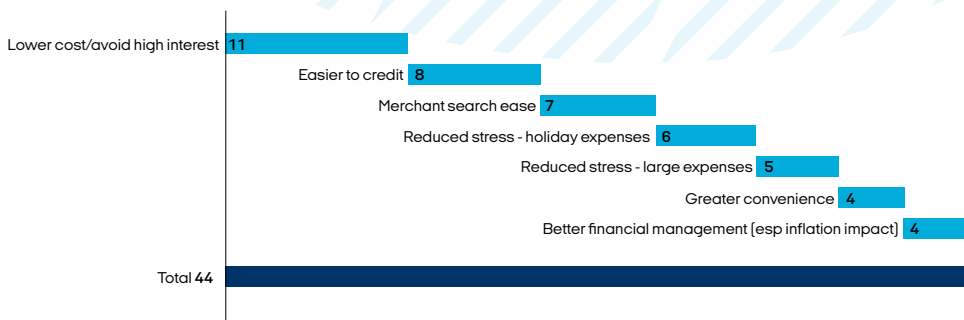 Lower cost/avoid high interest 11
Easier to credit 8
Merchant search ease 7
Reduced stress - holiday expenses 6
Reduced stress - large expenses 5
Greater convenience 4
Better financial management (esp inflation impact) 4
Total 44